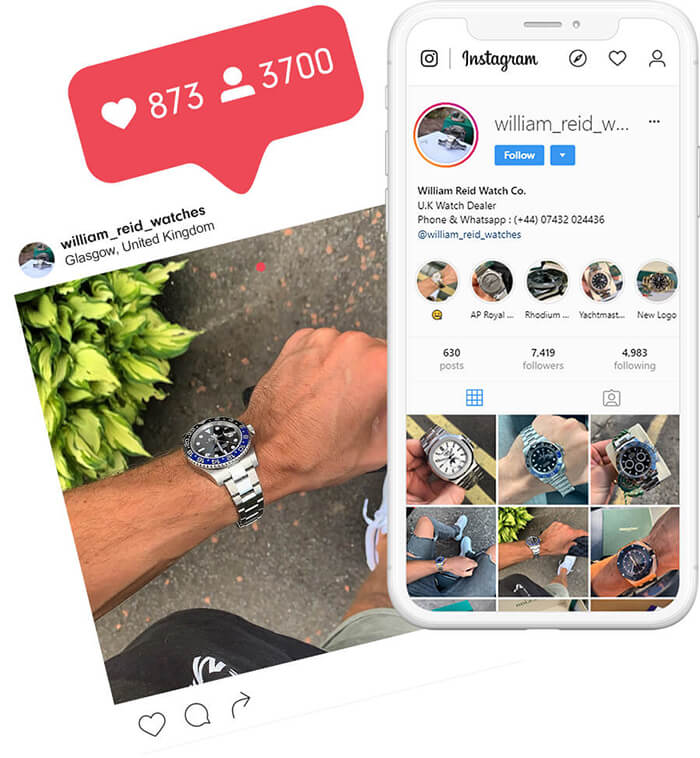 873 3700
william_reid_watches
Glasgow, United Kingdom
Instagram
william_reid_w...
Follow
William Reid Watch Co.
U.K Watch Dealer
Phone & Whatsapp : (+44) 07432 024436
@william_reid_watches
AP Royal ...
Rhodium ...
Yachtmast...
New Logo
630
7,419
4,983
posts
followers
following